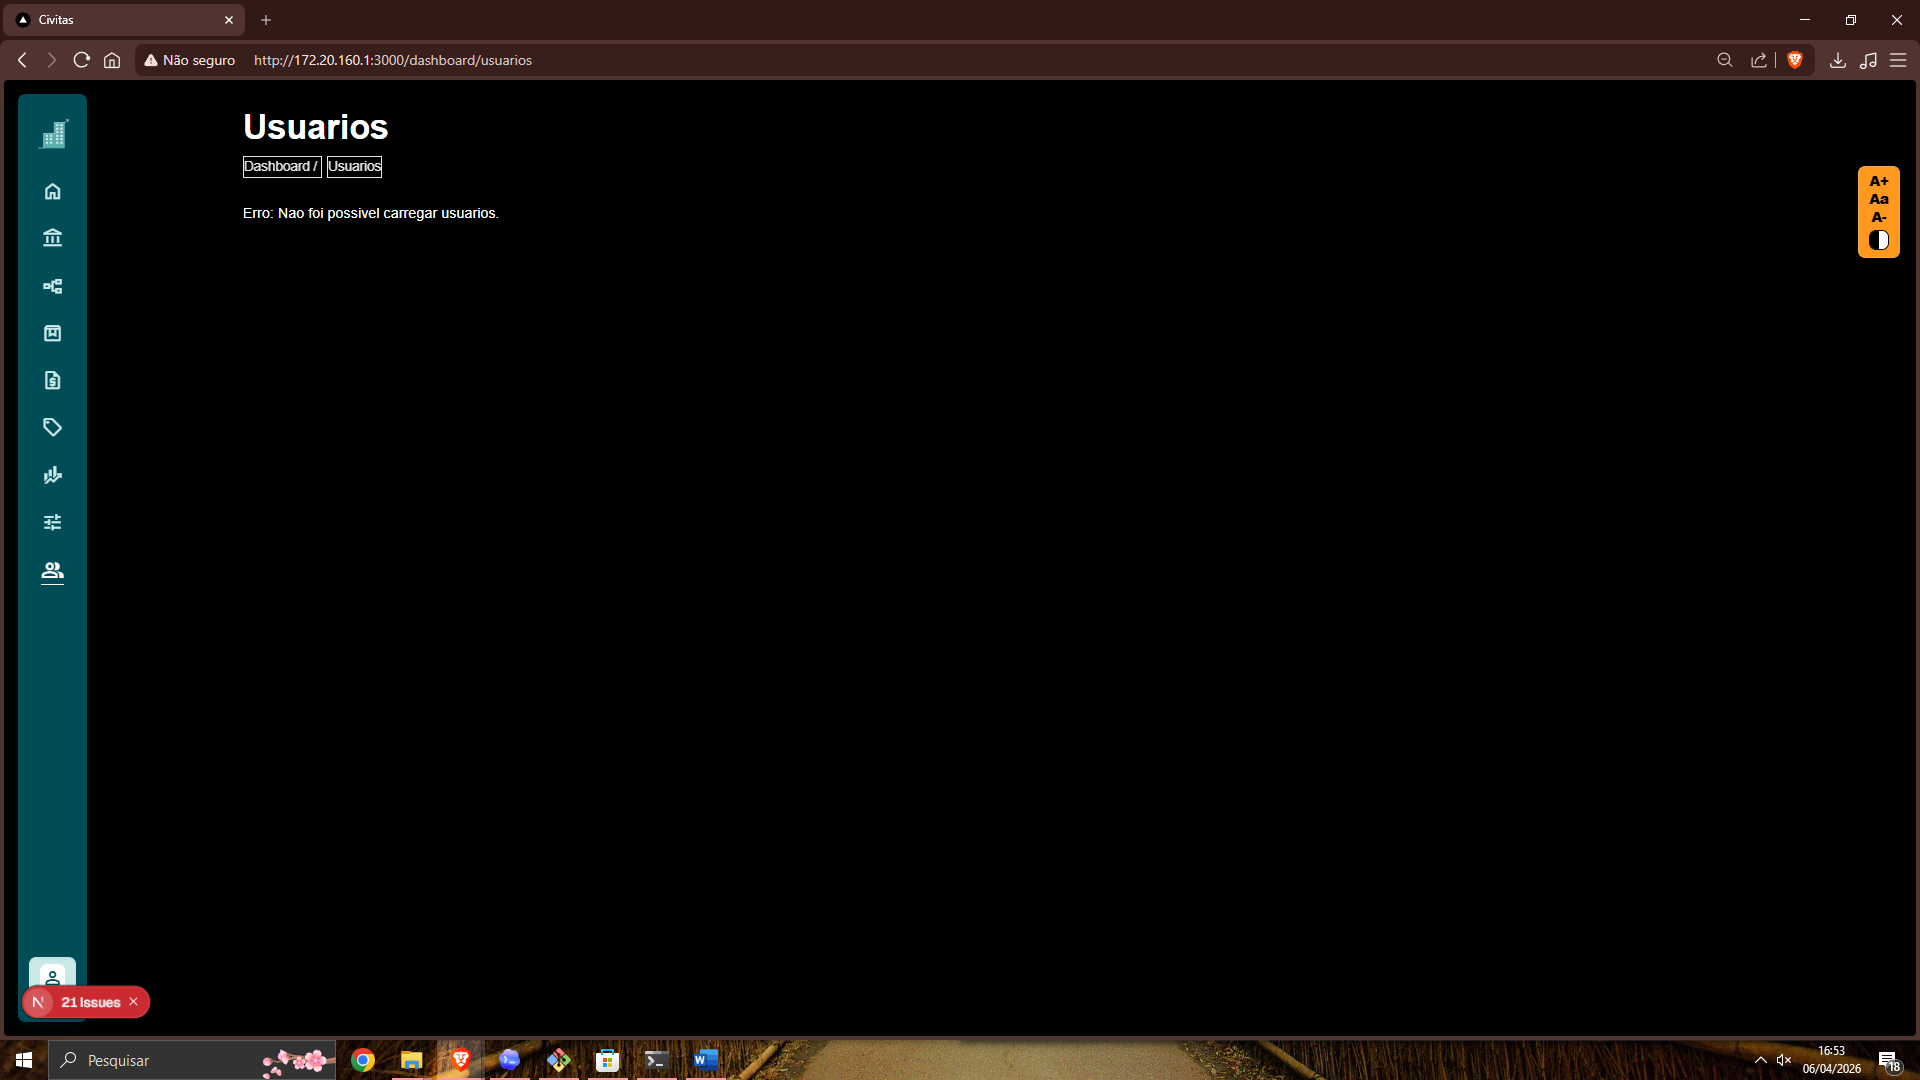 Civitas
Não seguro
http://172.20.160.1:3000/dashboard/usuarios
Usuarios
Dashboard /
Usuarios
Erro: Nao foi possivel carregar usuarios.
A+
Aa
A-
N
21 Issues
Pesquisar
W
16:53
06/04/2026
18